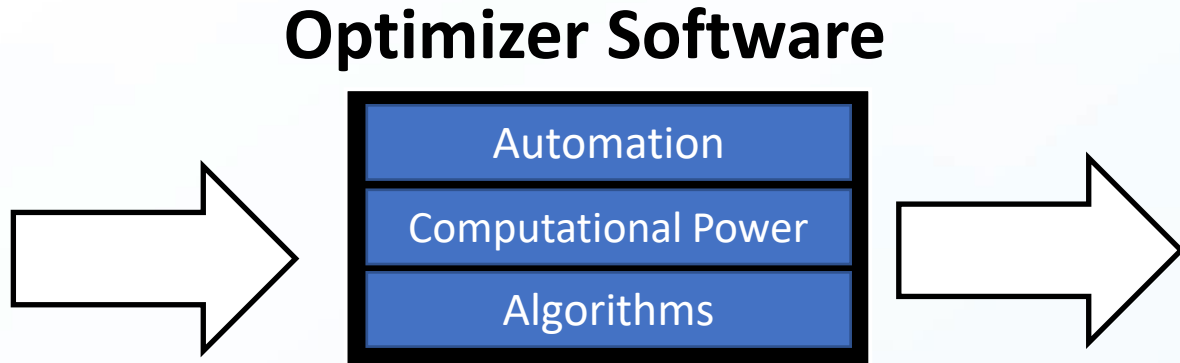 Optimizer Software
Automation
Computational Power
Algorithms